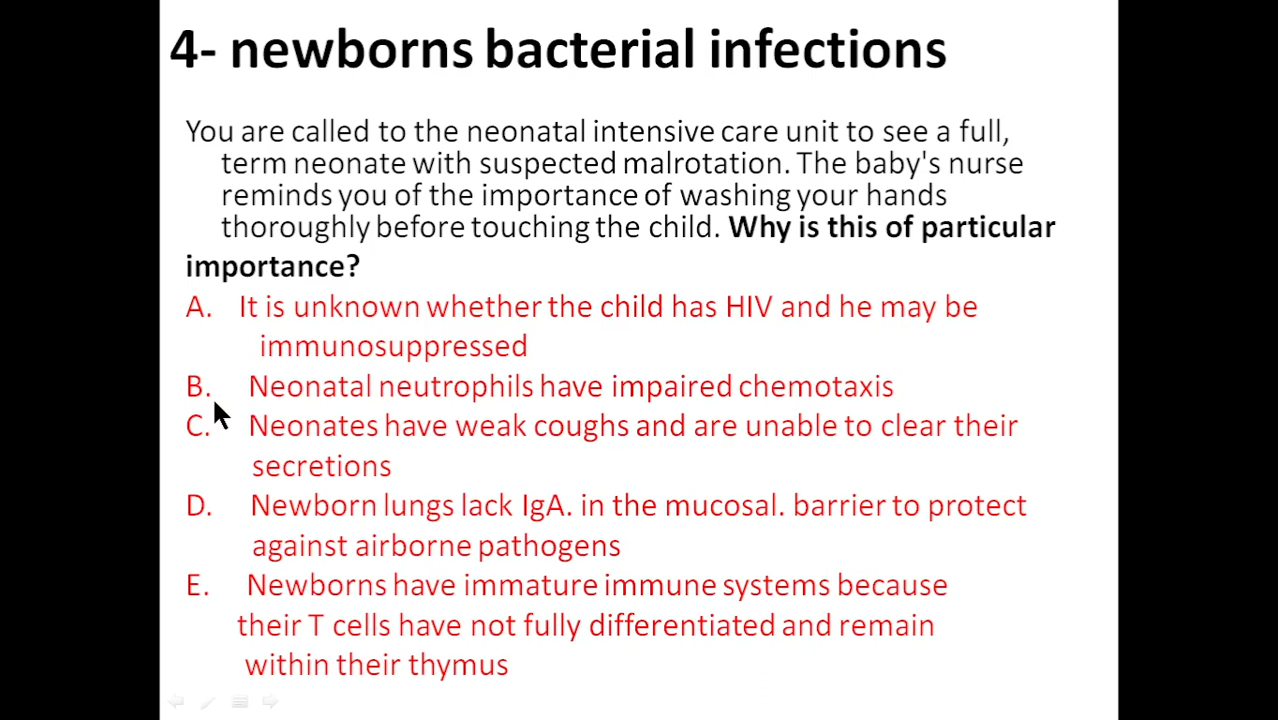 4- newborns bacterial infections
You are called to the neonatal intensive care unit to see a full,
term neonate with suspected malrotation. The baby's nurse
reminds you of the importance of washing your hands
thoroughly before touching the child. Why is this of particular
importance?
A. It is unknown whether the child has HIV and he may be
immunosuppressed
B. Neonatal neutrophils have impaired chemotaxis
C. Neonates have weak coughs and are unable to clear their
secretions
D. Newborn lungs lack IgA. in the mucosal. barrier to protect
against airborne pathogens
E. Newborns have immature immune systems because
their T cells have not fully differentiated and remain
within their thymus